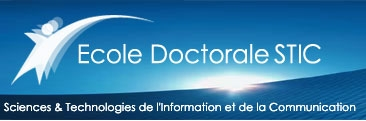 Ecole Doctorale STIC
Sciences & Technologies de l'Information et de la Communication